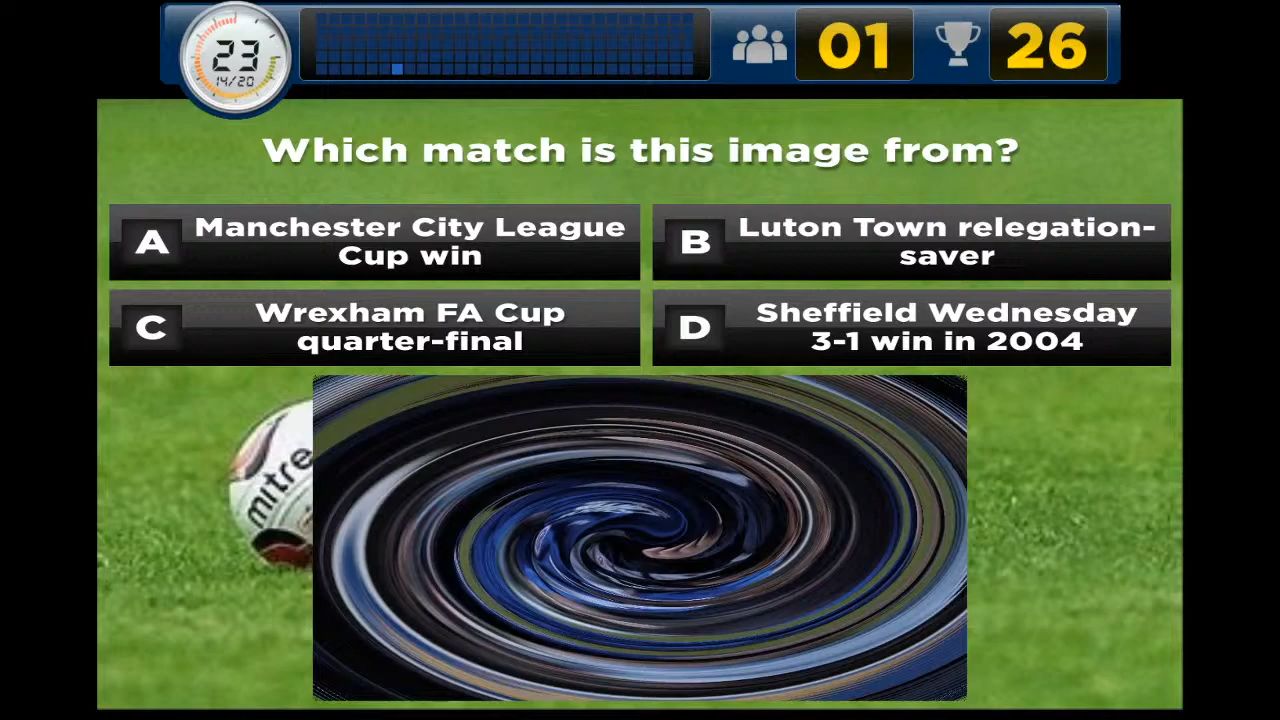 23
14/20
01
26
Which match is this image from?
A
Manchester City League
Cup win
B
Luton Town relegation-
saver
C
Wrexham FA Cup
quarter-final
D
Sheffield Wednesday
3-1 win in 2004
mitre